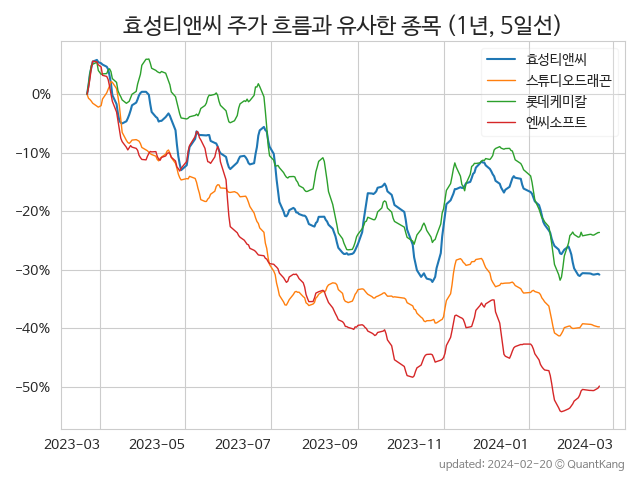 효성티앤씨 주가 흐름과 유사한 종목 (1년, 5일선)
효성티앤씨
스튜디오드래곤
롯데케미칼
엔씨소프트
0%
−10%
−20%
−30%
−40%
−50%
2023-03 2023-05 2023-07 2023-09 2023-11 2024-01 2024-03
updated: 2024-02-20 © QuantKang